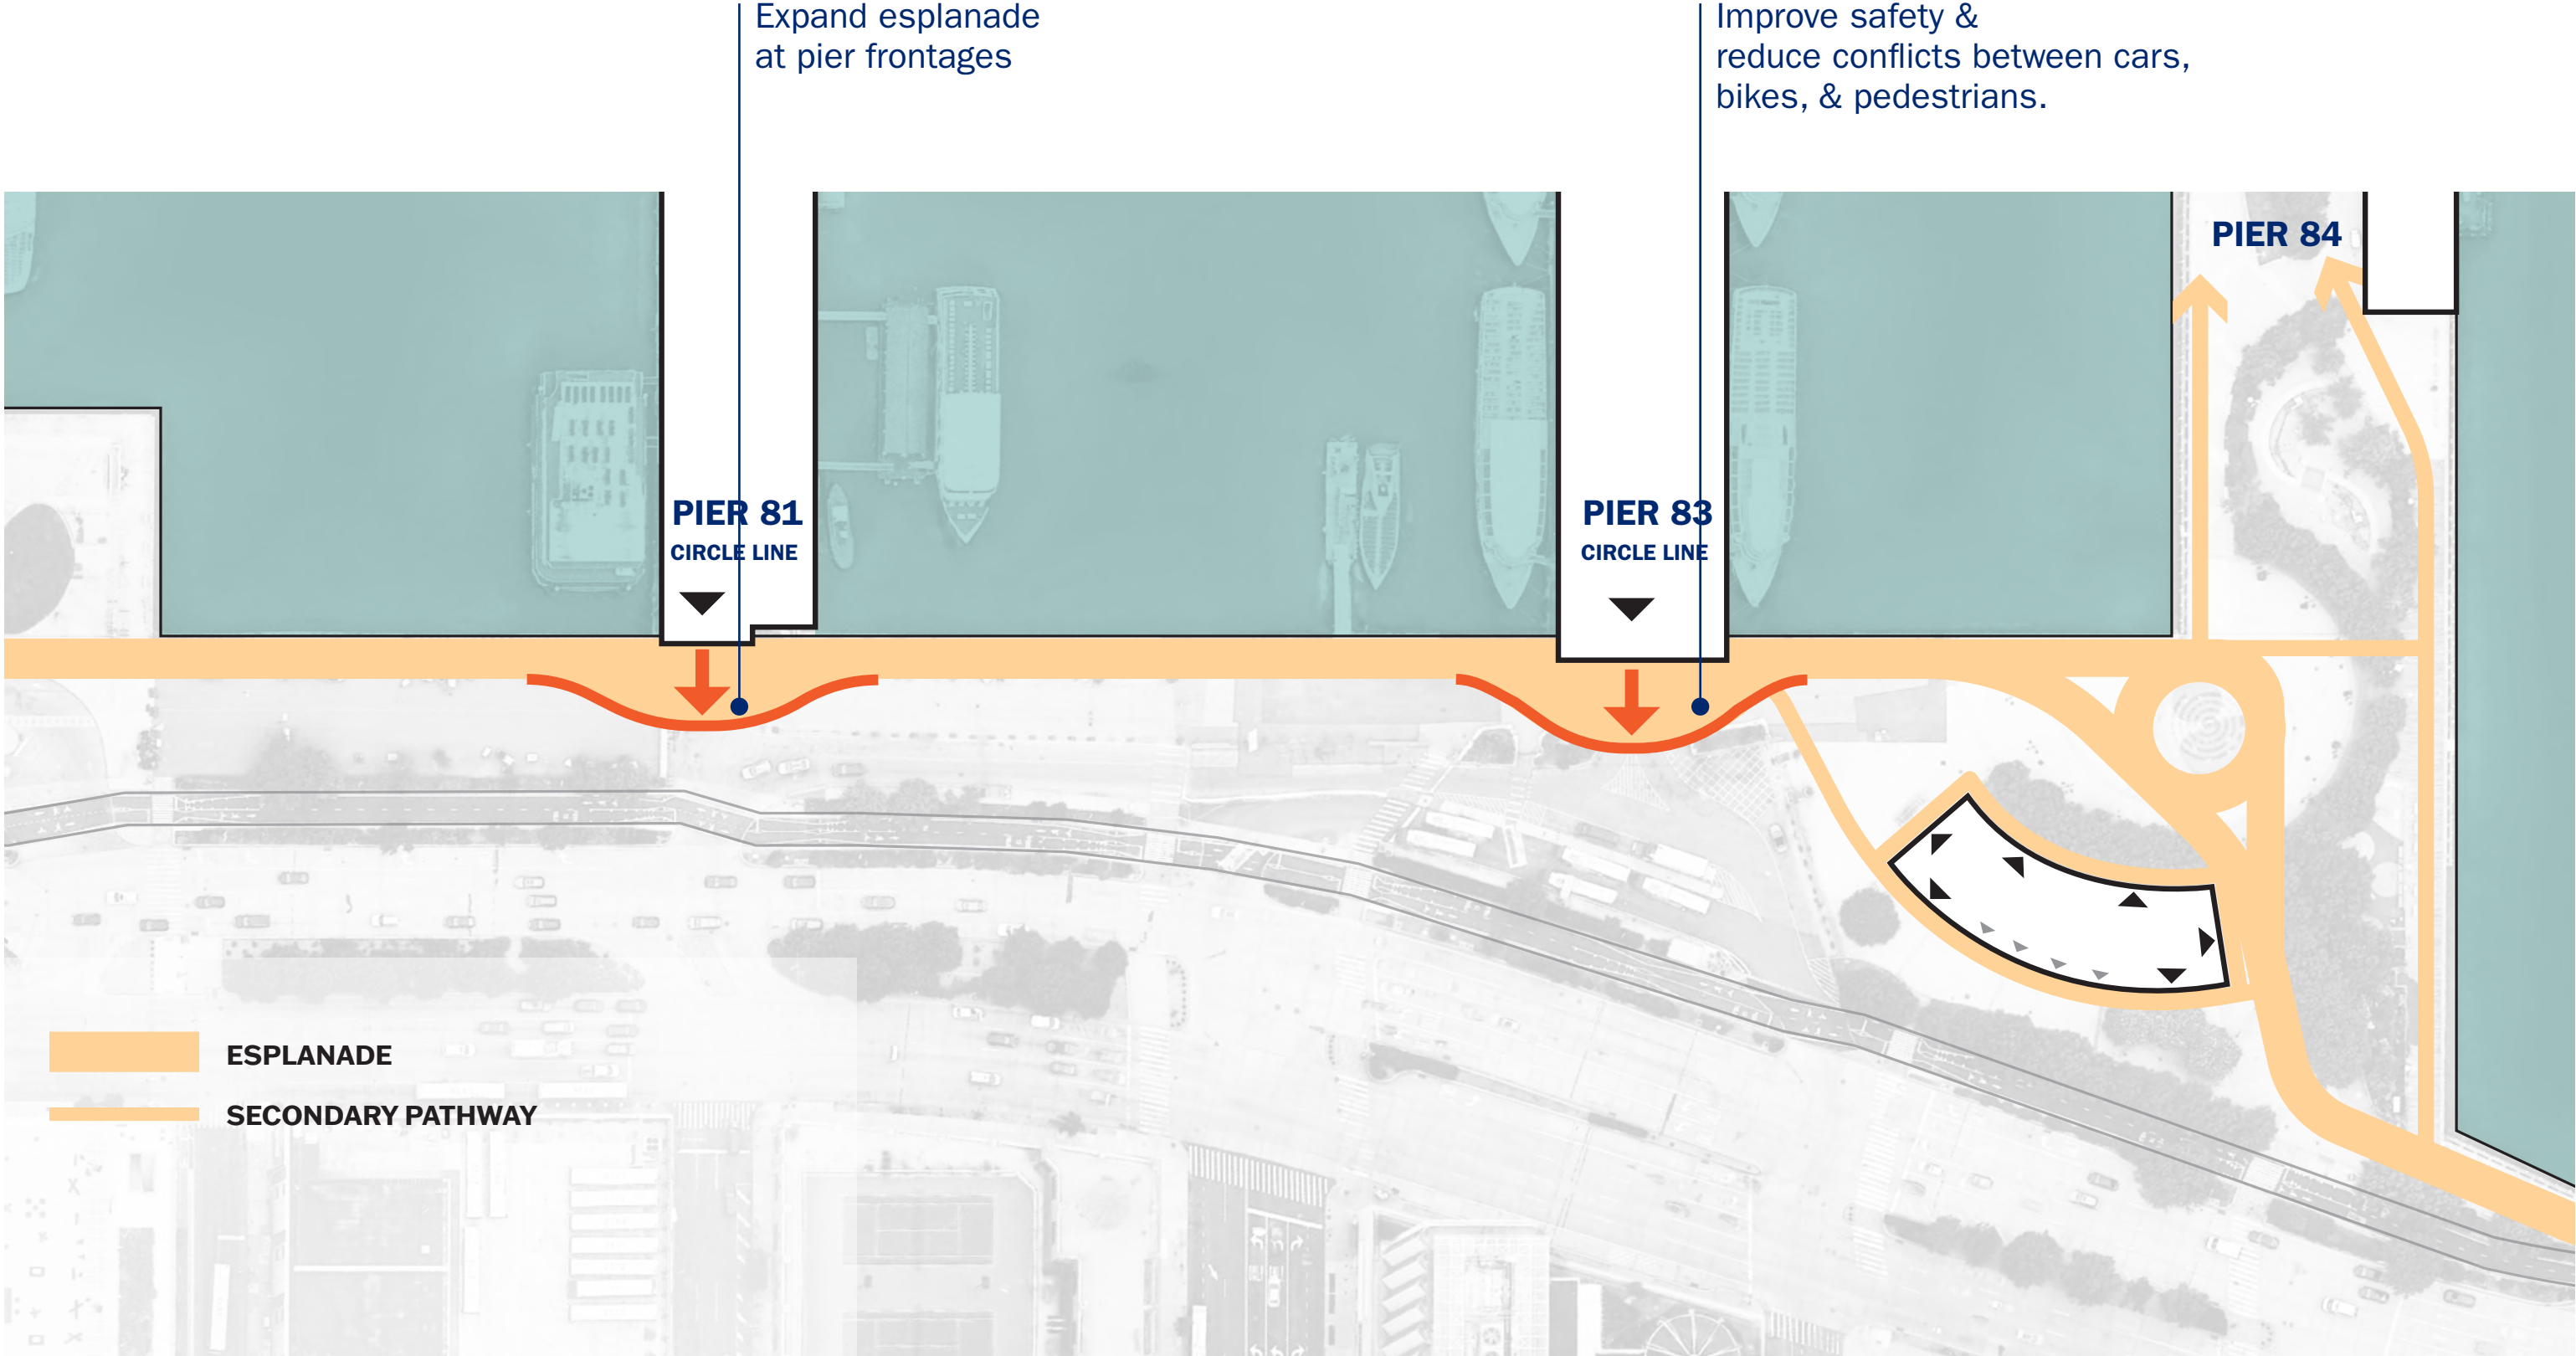 Expand esplanade
at pier frontages
Improve safety &
reduce conflicts between cars,
bikes, & pedestrians.
PIER 84
PIER 81
CIRCLE LINE
PIER 83
CIRCLE LINE
ESPLANADE
SECONDARY PATHWAY